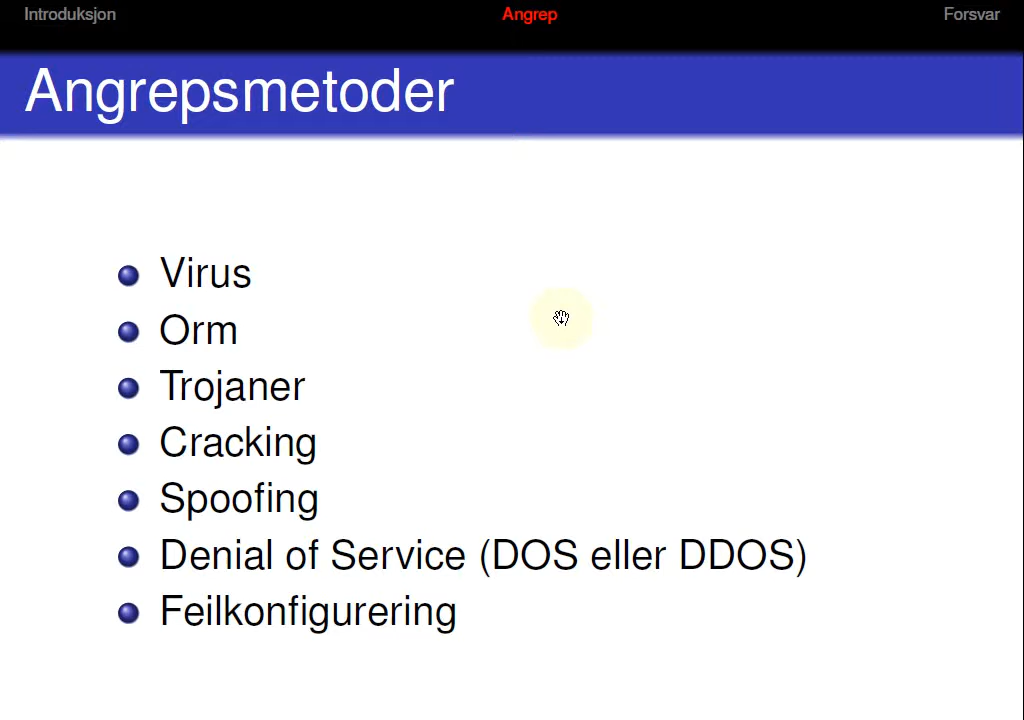 Introduksjon Angrep Forsvar
Angrepsmetoder
Virus
Orm
Trojaner
Cracking
Spoofing
Denial of Service (DOS eller DDOS)
Feilkonfigurering